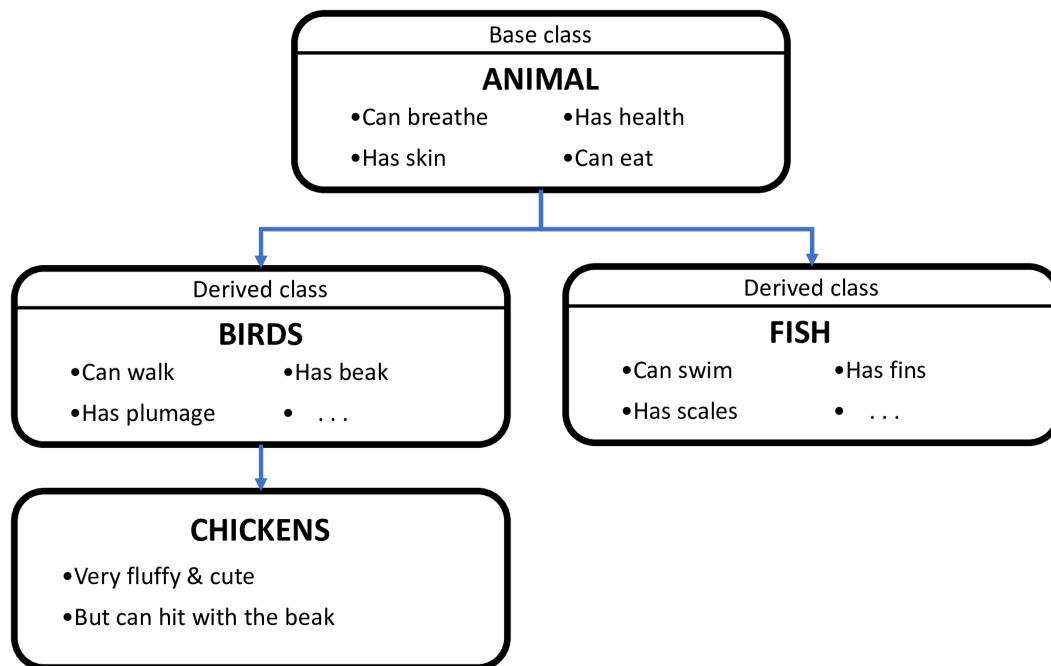 Base class
ANIMAL
•Can breathe •Has health
•Has skin •Can eat
Derived class
BIRDS
•Can walk •Has beak
•Has plumage • . . .
Derived class
FISH
•Can swim •Has fins
•Has scales • . . .
CHICKENS
•Very fluffy & cute
•But can hit with the beak